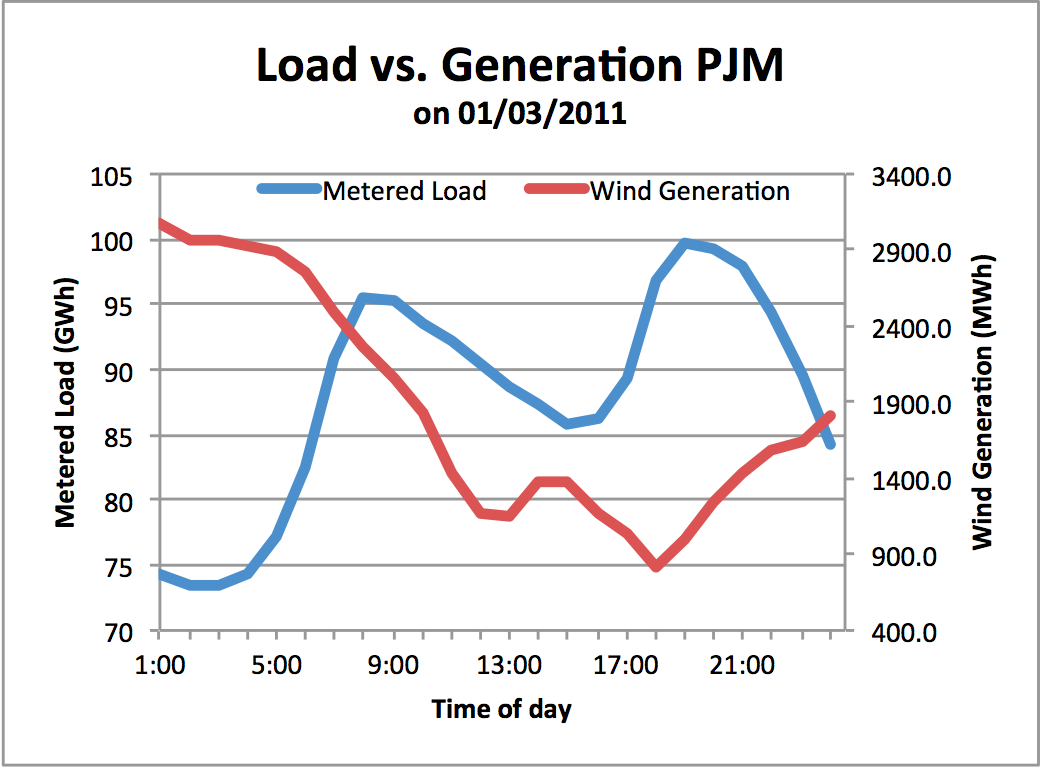 Load vs. Generation PJM
on 01/03/2011
Metered Load
Wind Generation
105
100
95
90
85
80
75
70
Metered Load (GWh)
3400.0
2900.0
2400.0
1900.0
1400.0
900.0
400.0
Wind Generation (MWh)
1:00 5:00 9:00 13:00 17:00 21:00
Time of day